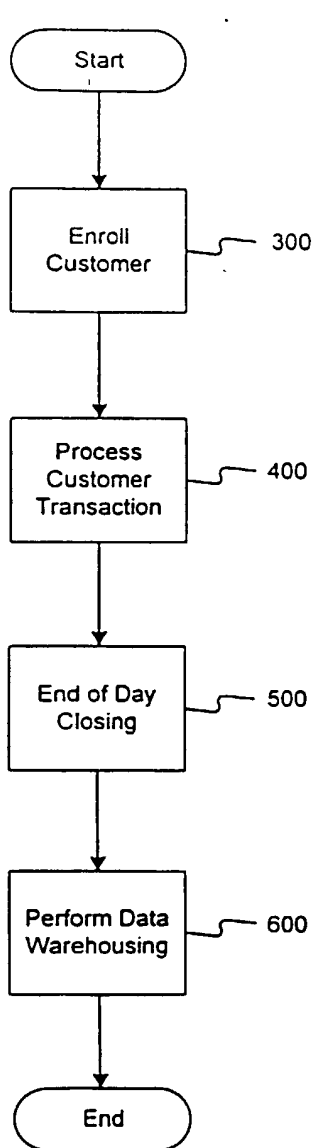 Start
Enroll
Customer
300
Process
Customer
Transaction
400
End of Day
Closing
500
Perform Data
Warehousing
600
End